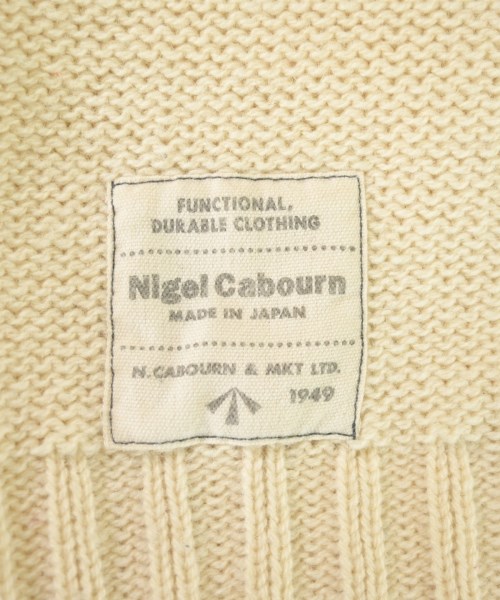 FUNCTIONAL,
DURABLE CLOTHING
Nigel Cabourn
MADE IN JAPAN
N.CABOURN & MKT LTD.
1949